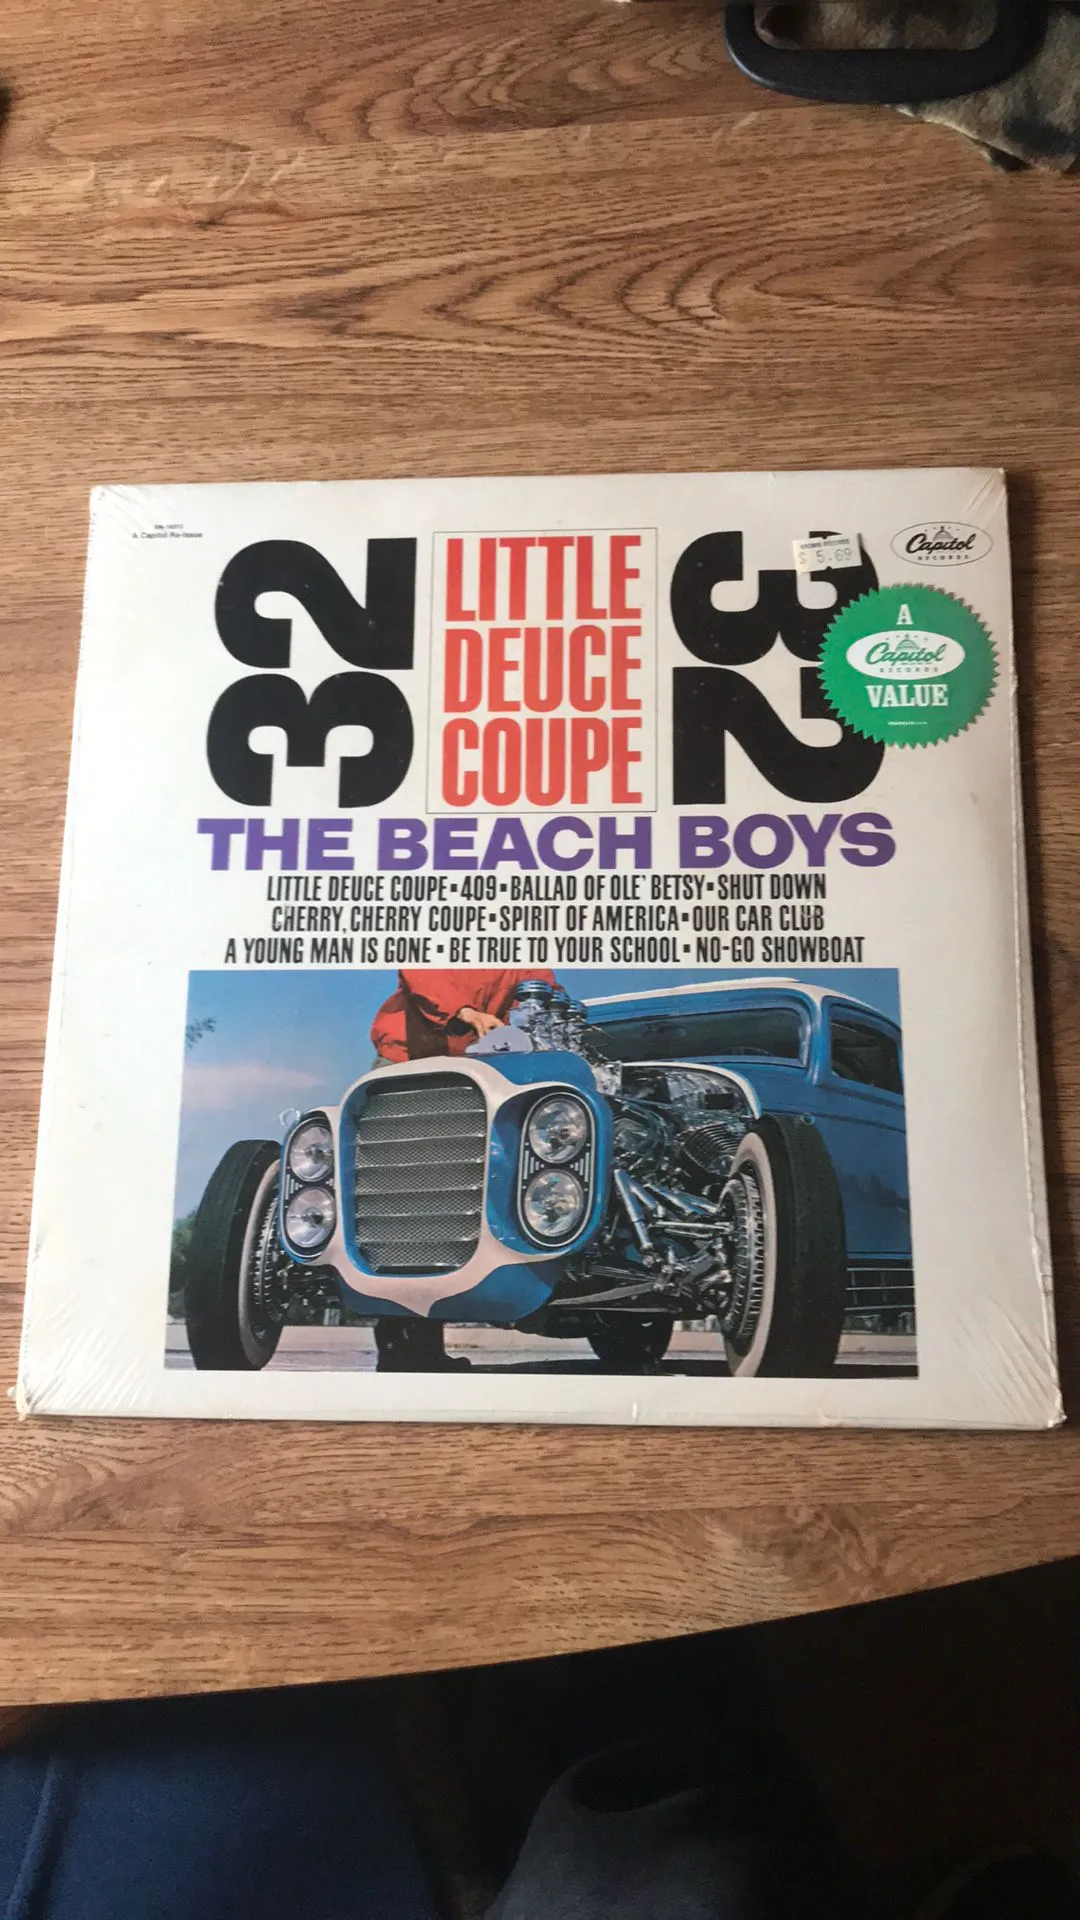 A Capitol Re-Issue
32
LITTLE
DEUCE
COUPE
32
$ 5.69
Capitol
RECORDS
A
Capitol
RECORDS
VALUE
THE BEACH BOYS
LITTLE DEUCE COUPE▪409▪BALLAD OF OLE' BETSY▪SHUT DOWN
CHERRY, CHERRY COUPE▪SPIRIT OF AMERICA▪OUR CAR CLUB
A YOUNG MAN IS GONE▪BE TRUE TO YOUR SCHOOL▪NO-GO SHOWBOAT